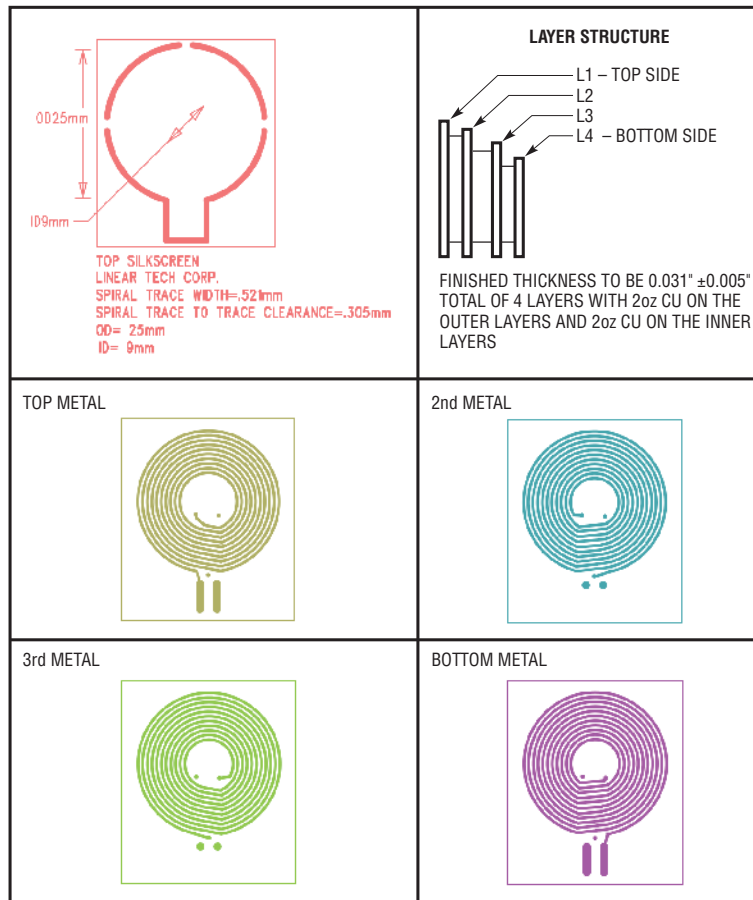 OD25mm
ID9mm
TOP SILKSCREEN
LINEAR TECH CORP.
SPIRAL TRACE WIDTH=.521mm
SPIRAL TRACE TO TRACE CLEARANCE=.305mm
OD= 25mm
ID= 9mm
LAYER STRUCTURE
L1 – TOP SIDE
L2
L3
L4 – BOTTOM SIDE
FINISHED THICKNESS TO BE 0.031" ±0.005"
TOTAL OF 4 LAYERS WITH 2oz CU ON THE
OUTER LAYERS AND 2oz CU ON THE INNER
LAYERS
TOP METAL
2nd METAL
3rd METAL
BOTTOM METAL